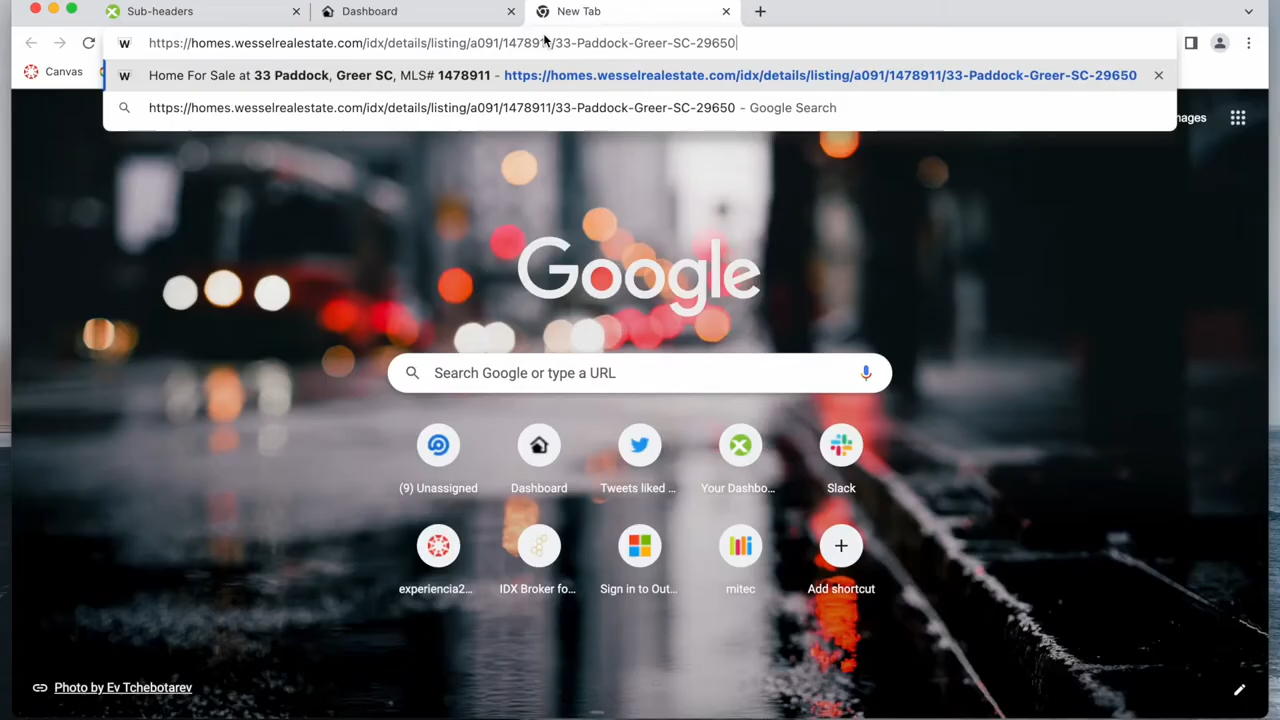 Sub-headers
Dashboard
New Tab
W https://homes.wesselrealestate.com/idx/details/listing/a091/1478911/33-Paddock-Greer-SC-29650
Canvas
W Home For Sale at 33 Paddock, Greer SC, MLS# 1478911 - https://homes.wesselrealestate.com/idx/details/listing/a091/1478911/33-Paddock-Greer-SC-29650
https://homes.wesselrealestate.com/idx/details/listing/a091/1478911/33-Paddock-Greer-SC-29650 - Google Search
mages
Google
Search Google or type a URL
(9) Unassigned
Dashboard
Tweets liked ...
Your Dashbo...
Slack
experiencia2...
IDX Broker fo...
Sign in to Out...
mitec
Add shortcut
Photo by Ev Tchebotarev